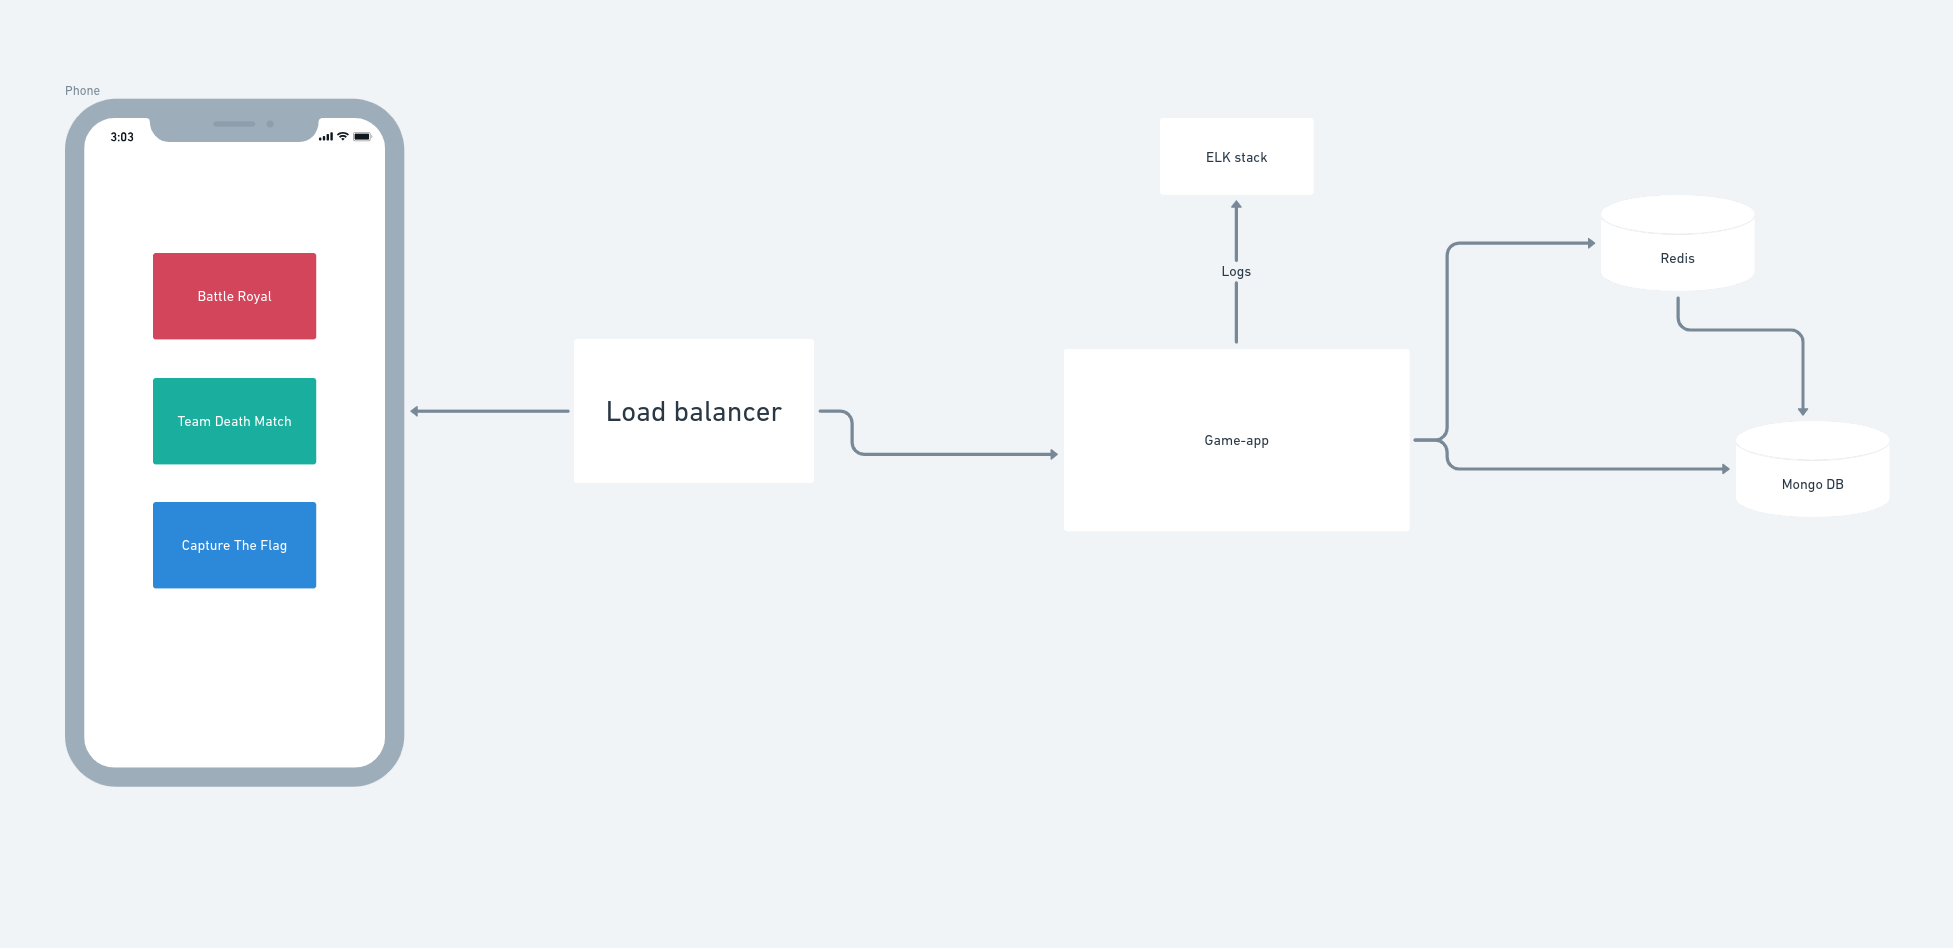 Phone
3:03
Battle Royal
Team Death Match
Capture The Flag
Load balancer
ELK stack
Logs
Game-app
Redis
Mongo DB